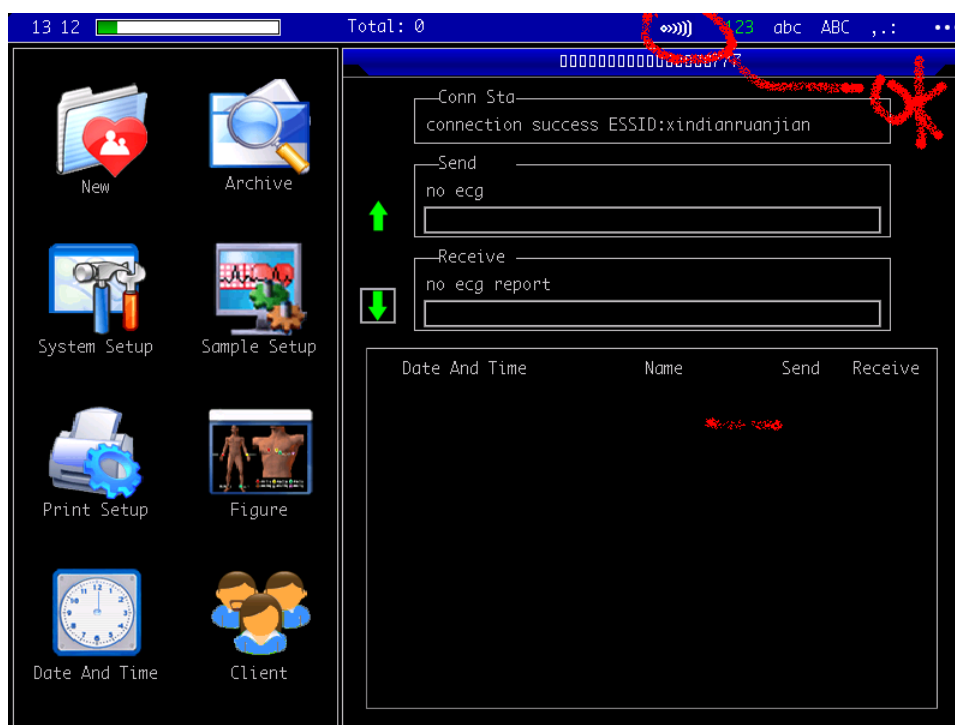 13 12
Total: 0
123 abc ABC ,.:
OK
Conn Sta
connection success ESSID:xindianruanjian
Send
no ecg
Receive
no ecg report
Date And Time Name Send Receive
New
Archive
System Setup
Sample Setup
Print Setup
Figure
Date And Time
Client